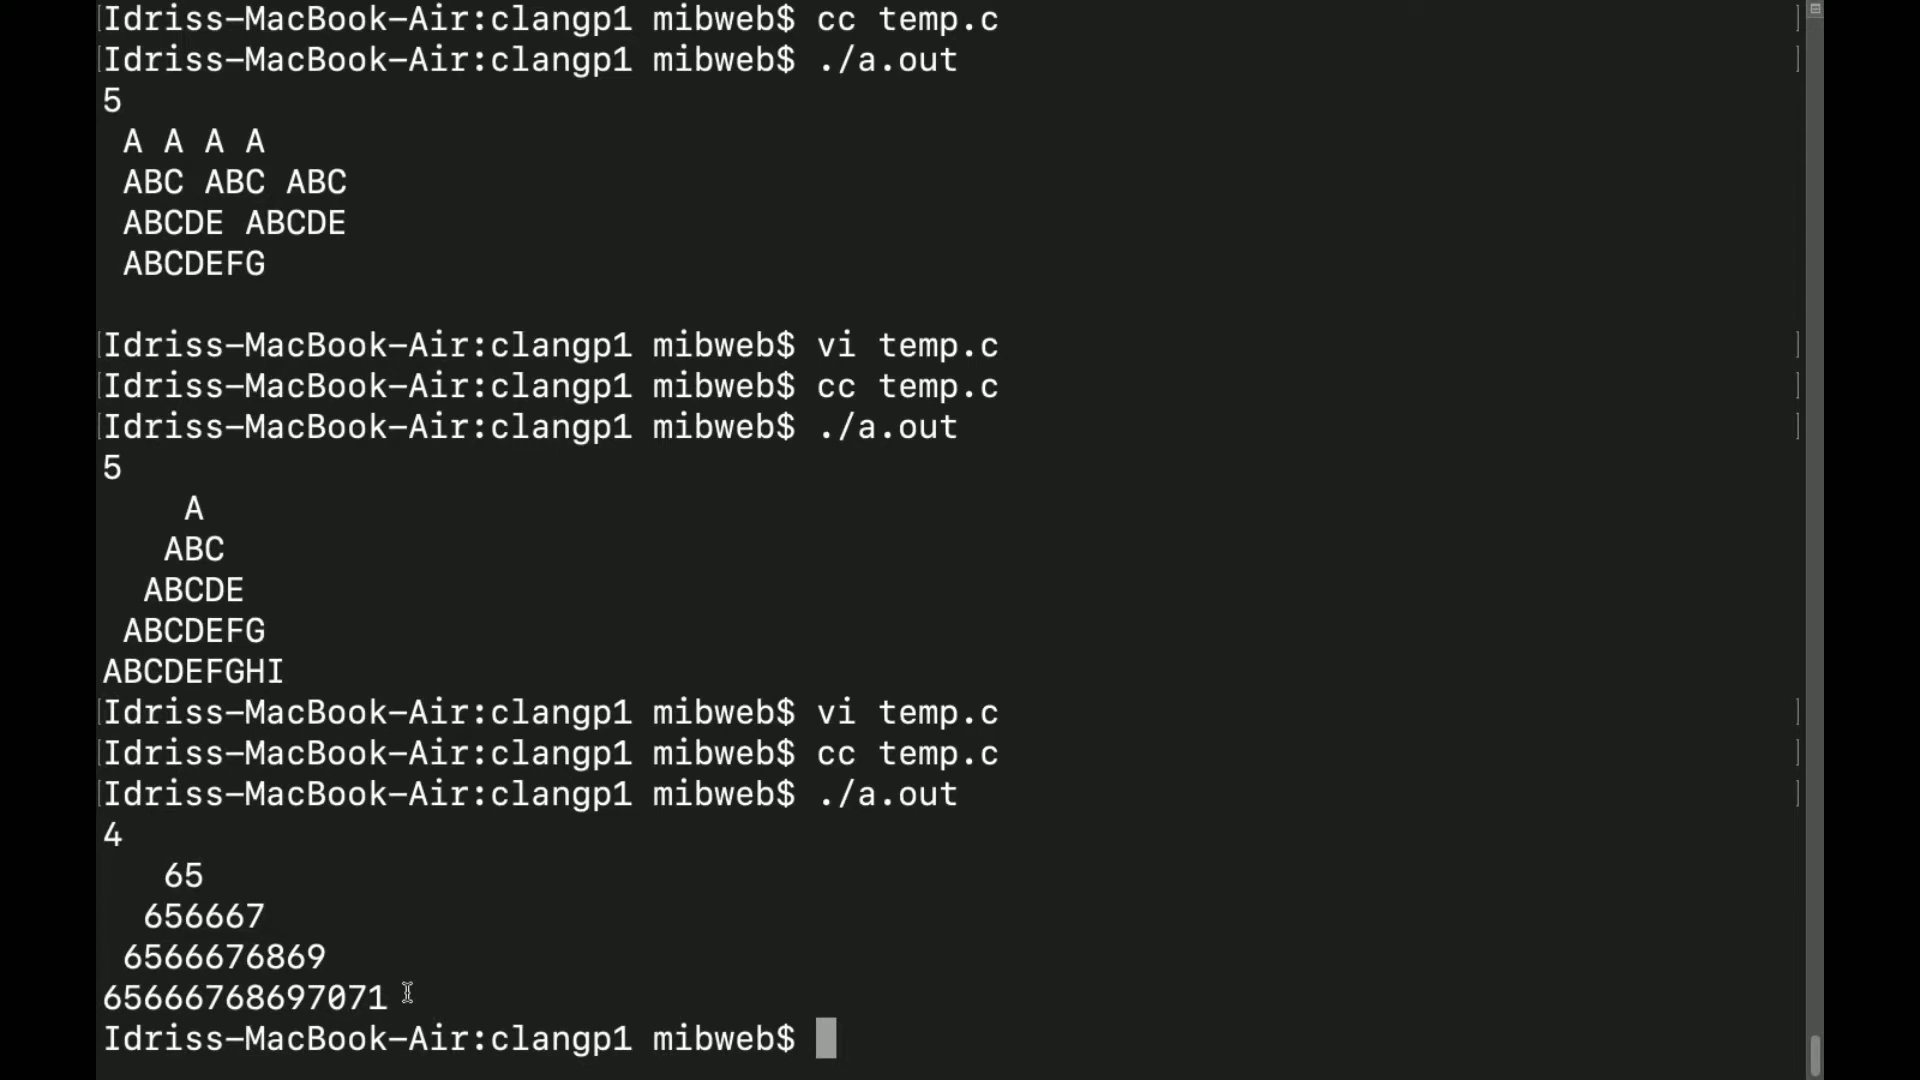 Idriss-MacBook-Air:clangp1 mibweb$ cc temp.c
Idriss-MacBook-Air:clangp1 mibweb$ ./a.out
5
 A A A A
 ABC ABC ABC
 ABCDE ABCDE
 ABCDEFG
Idriss-MacBook-Air:clangp1 mibweb$ vi temp.c
Idriss-MacBook-Air:clangp1 mibweb$ cc temp.c
Idriss-MacBook-Air:clangp1 mibweb$ ./a.out
5
    A
   ABC
  ABCDE
 ABCDEFG
ABCDEFGHI
Idriss-MacBook-Air:clangp1 mibweb$ vi temp.c
Idriss-MacBook-Air:clangp1 mibweb$ cc temp.c
Idriss-MacBook-Air:clangp1 mibweb$ ./a.out
4
   65
  656667
 6566676869
65666768697071
Idriss-MacBook-Air:clangp1 mibweb$